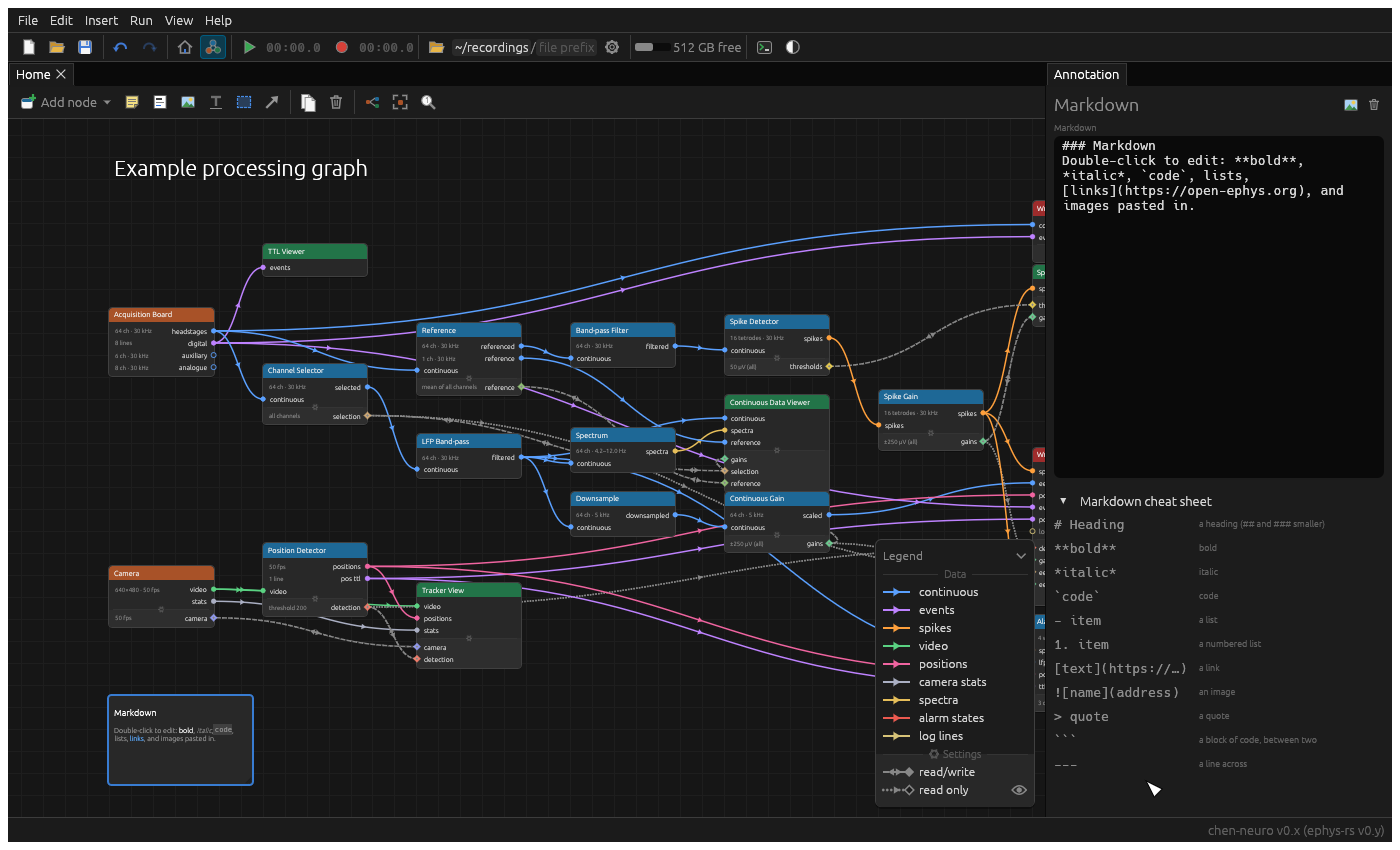 File Edit Insert Run View Help
00:00.0 00:00.0 ~/recordings/ file prefix 512 GB free
Home
Add node
Example processing graph
TTL Viewer
events
Acquisition Board
64 ch · 30 kHz headstages
8 lines digital
6 ch · 30 kHz auxiliary
8 ch · 30 kHz analogue
Channel Selector
64 ch · 30 kHz selected
continuous
all channels selection
Reference
64 ch · 30 kHz referenced
1 ch · 30 kHz reference
continuous
mean of all channels reference
Band-pass Filter
64 ch · 30 kHz filtered
continuous
Spike Detector
16 tetrodes · 30 kHz spikes
continuous
50 µV (all) thresholds
LFP Band-pass
64 ch · 30 kHz filtered
continuous
Spectrum
64 ch · 4.2–12.0 Hz spectra
continuous
Continuous Data Viewer
continuous
spectra
reference
gains
selection
reference
Spike Gain
16 tetrodes · 30 kHz spikes
spikes
±250 µV (all) gains
Downsample
64 ch · 5 kHz downsampled
continuous
Continuous Gain
64 ch · 5 kHz scaled
continuous
±250 µV (all) gains
Camera
640×480 · 50 fps video
stats
50 fps camera
Position Detector
50 fps positions
1 line pos ttl
video
threshold 200 detection
Tracker View
video
positions
stats
camera
detection
Markdown
Double-click to edit: bold, italic, code,
lists, links, and images pasted in.
Legend
Data
continuous
events
spikes
video
positions
camera stats
spectra
alarm states
log lines
Settings
read/write
read only
Annotation
Markdown
Markdown
### Markdown
Double-click to edit: **bold**,
*italic*, `code`, lists,
[links](https://open-ephys.org), and
images pasted in.
Markdown cheat sheet
# Heading a heading (## and ### smaller)
**bold** bold
*italic* italic
`code` code
- item a list
1. item a numbered list
[text](https://…) a link
![name](address) an image
> quote a quote
``` a block of code, between two
--- a line across
chen-neuro v0.x (ephys-rs v0.y)